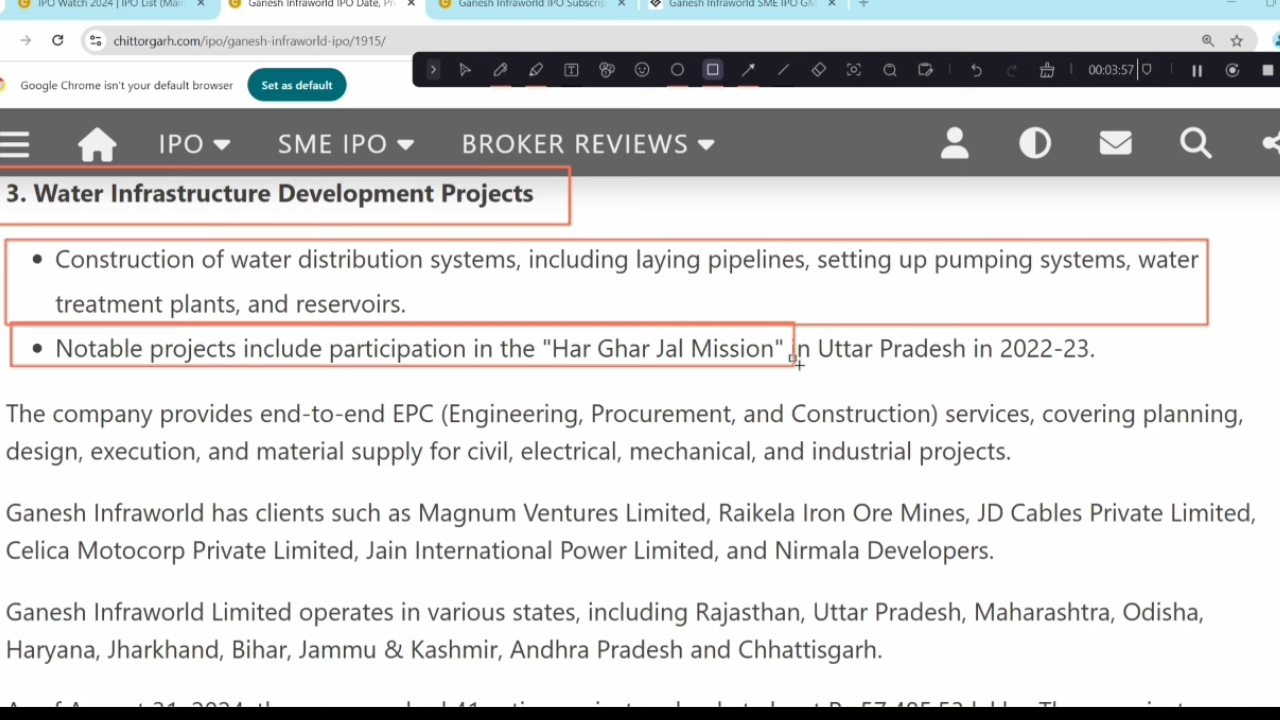 IPO Watch 2024 | IPO List (Mai
Ganesh Infraworld IPO Date, Pr
Ganesh Infraworld IPO Subscrip
Ganesh Infraworld SME IPO GM
chittorgarh.com/ipo/ganesh-infraworld-ipo/1915/
Google Chrome isn't your default browser
Set as default
00:03:57
IPO
SME IPO
BROKER REVIEWS
3. Water Infrastructure Development Projects
• Construction of water distribution systems, including laying pipelines, setting up pumping systems, water
treatment plants, and reservoirs.
• Notable projects include participation in the "Har Ghar Jal Mission" in Uttar Pradesh in 2022-23.
The company provides end-to-end EPC (Engineering, Procurement, and Construction) services, covering planning,
design, execution, and material supply for civil, electrical, mechanical, and industrial projects.
Ganesh Infraworld has clients such as Magnum Ventures Limited, Raikela Iron Ore Mines, JD Cables Private Limited,
Celica Motocorp Private Limited, Jain International Power Limited, and Nirmala Developers.
Ganesh Infraworld Limited operates in various states, including Rajasthan, Uttar Pradesh, Maharashtra, Odisha,
Haryana, Jharkhand, Bihar, Jammu & Kashmir, Andhra Pradesh and Chhattisgarh.